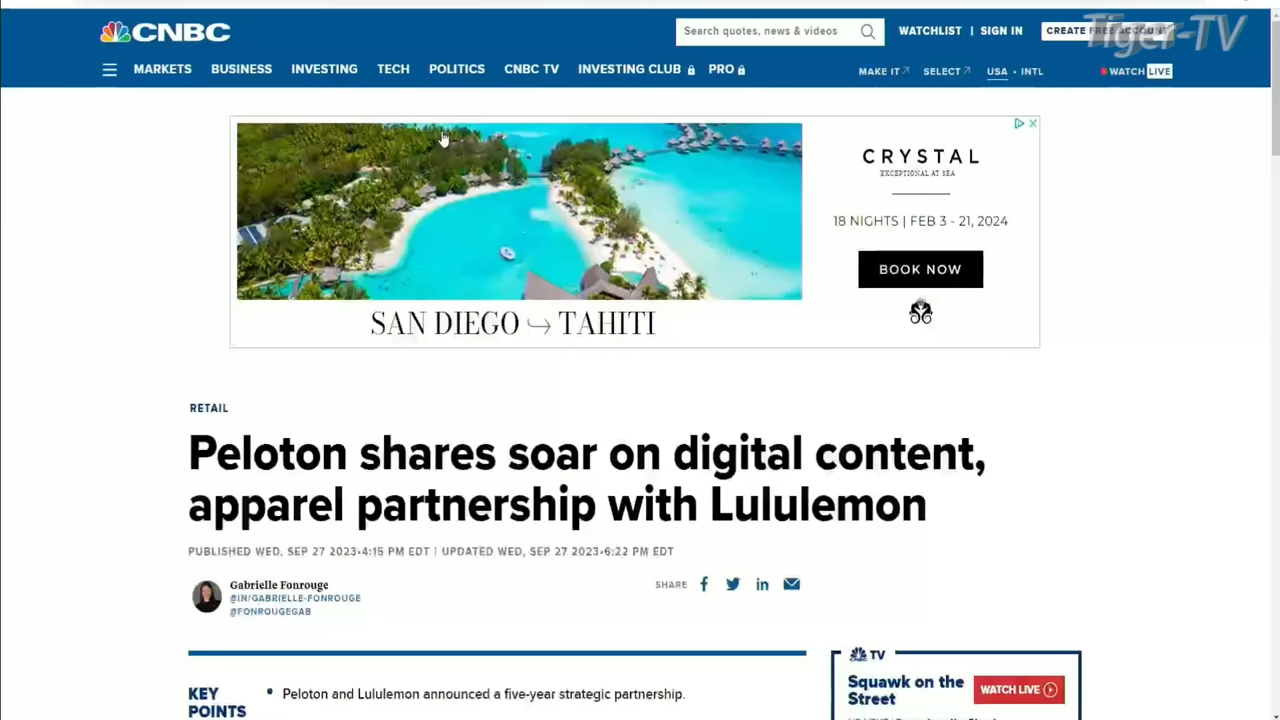 CNBC
Search quotes, news & videos
WATCHLIST | SIGN IN
CREATE FREE ACCOUNT
Tiger-TV
MARKETS BUSINESS INVESTING TECH POLITICS CNBC TV INVESTING CLUB PRO
MAKE IT SELECT USA • INTL WATCH LIVE
CRYSTAL
EXCEPTIONAL AT SEA
18 NIGHTS | FEB 3 - 21, 2024
BOOK NOW
SAN DIEGO TAHITI
RETAIL
Peloton shares soar on digital content,
apparel partnership with Lululemon
PUBLISHED WED, SEP 27 2023•4:15 PM EDT | UPDATED WED, SEP 27 2023•6:22 PM EDT
Gabrielle Fonrouge
@IN/GABRIELLE-FONROUGE
@FONROUGEGAB
SHARE
KEY
POINTS
• Peloton and Lululemon announced a five-year strategic partnership.
CNBC TV
Squawk on the
Street
WATCH LIVE